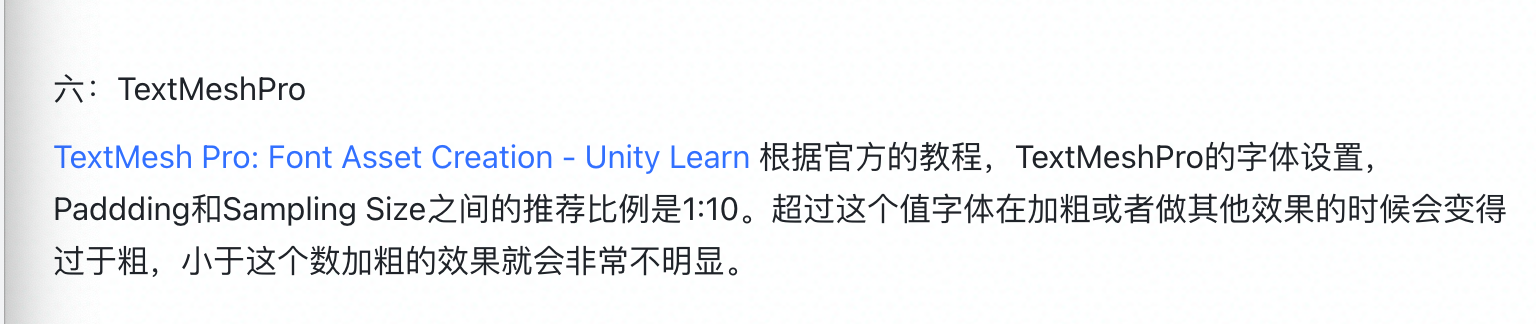 六：TextMeshPro
TextMesh Pro: Font Asset Creation - Unity Learn 根据官方的教程，TextMeshPro的字体设置，
Paddding和Sampling Size之间的推荐比例是1:10。超过这个值字体在加粗或者做其他效果的时候会变得
过于粗，小于这个数加粗的效果就会非常不明显。